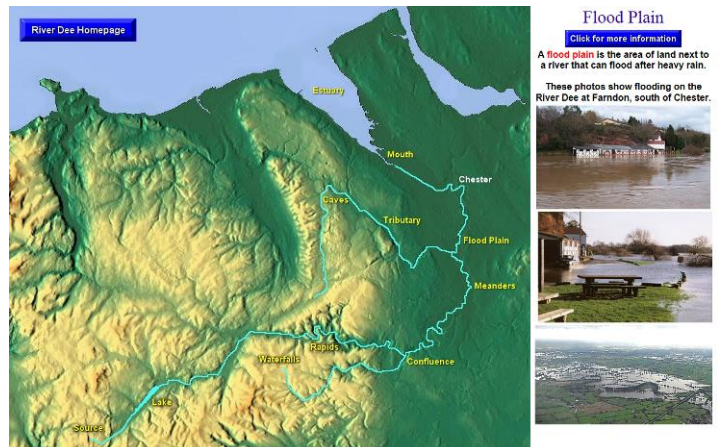 River Dee Homepage
Estuary
Mouth
Chester
Caves
Tributary
Flood Plain
Meanders
Rapids
Waterfalls
Confluence
Lake
Source
Flood Plain
Click for more information
A flood plain is the area of land next to
a river that can flood after heavy rain.
These photos show flooding on the
River Dee at Farndon, south of Chester.